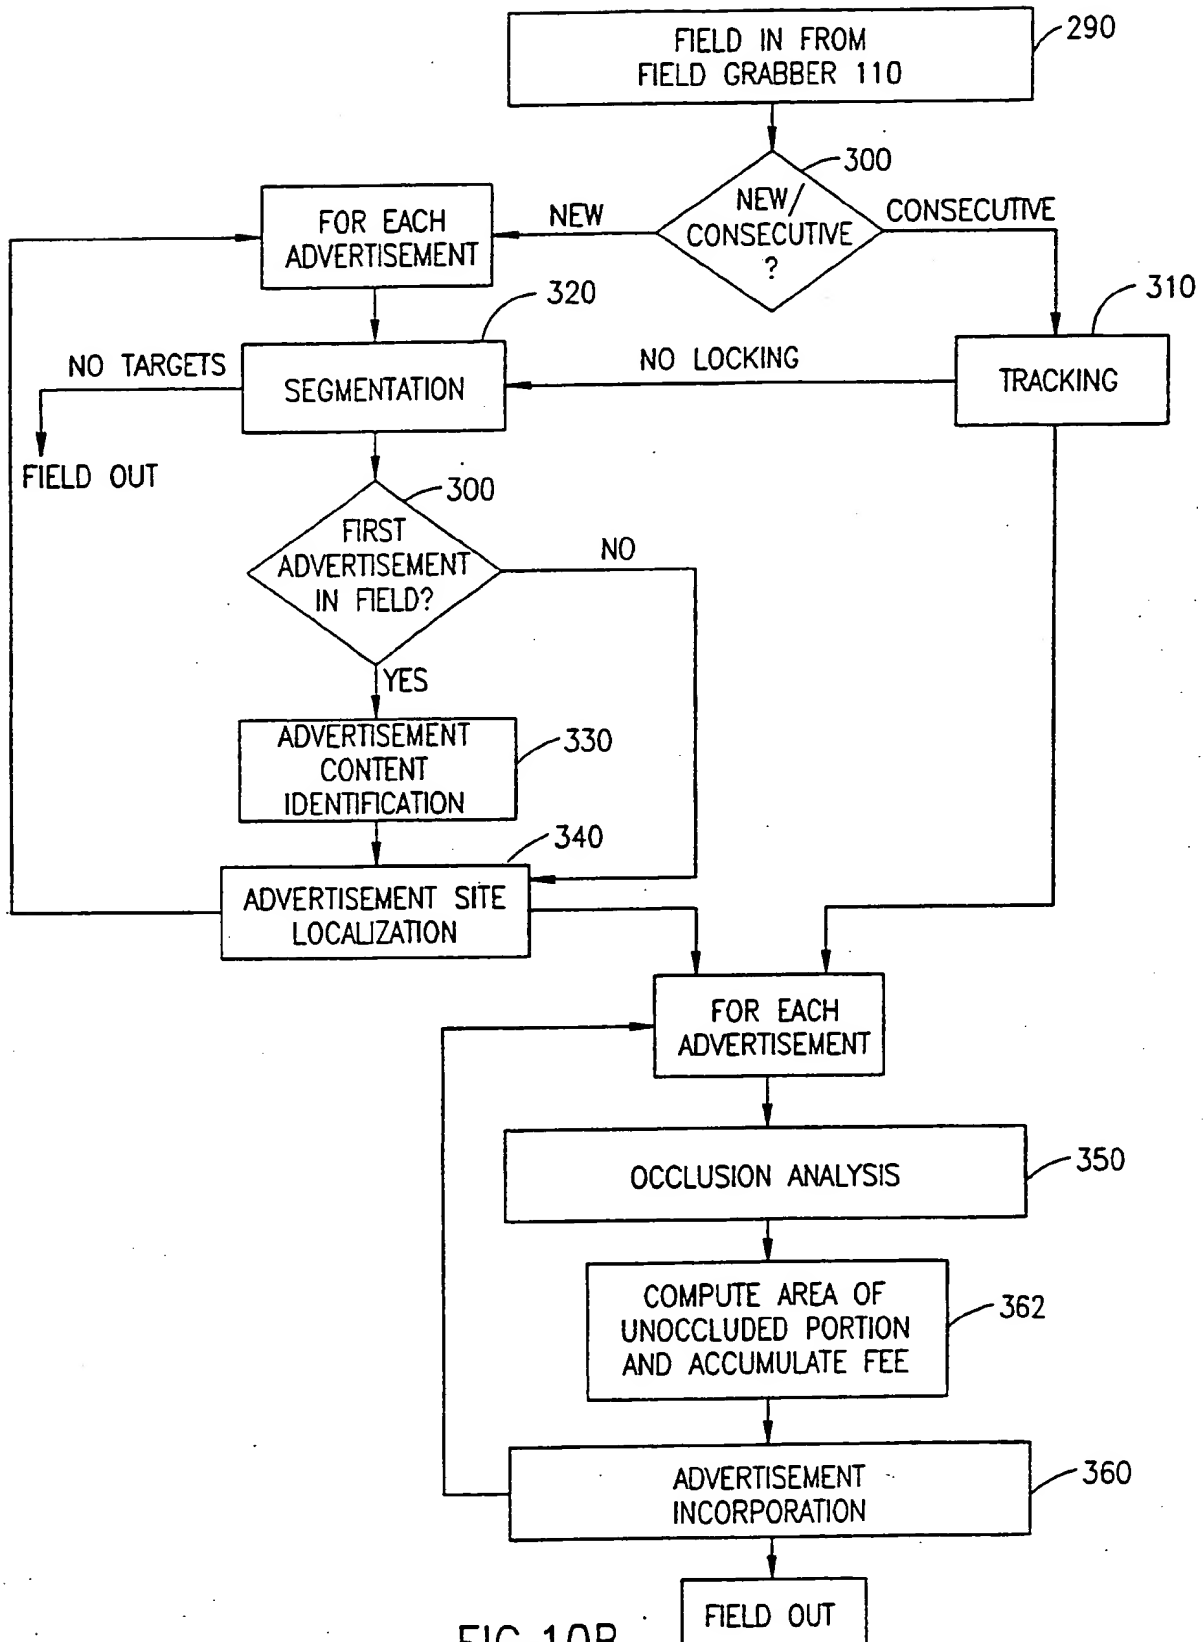 FIELD IN FROM
FIELD GRABBER 110
290
300
NEW/
CONSECUTIVE
?
NEW
CONSECUTIVE
FOR EACH
ADVERTISEMENT
320
310
NO TARGETS
SEGMENTATION
NO LOCKING
TRACKING
FIELD OUT
300
FIRST
ADVERTISEMENT
IN FIELD?
NO
YES
ADVERTISEMENT
CONTENT
IDENTIFICATION
330
340
ADVERTISEMENT SITE
LOCALIZATION
FOR EACH
ADVERTISEMENT
OCCLUSION ANALYSIS
350
COMPUTE AREA OF
UNOCCLUDED PORTION
AND ACCUMULATE FEE
362
ADVERTISEMENT
INCORPORATION
360
FIELD OUT
FIG.10B